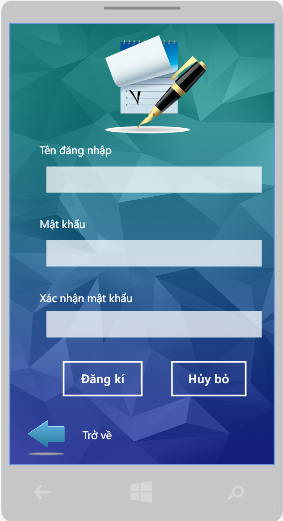 Tên đăng nhập
Mật khẩu
Xác nhận mật khẩu
Đăng kí
Hủy bỏ
Trở về